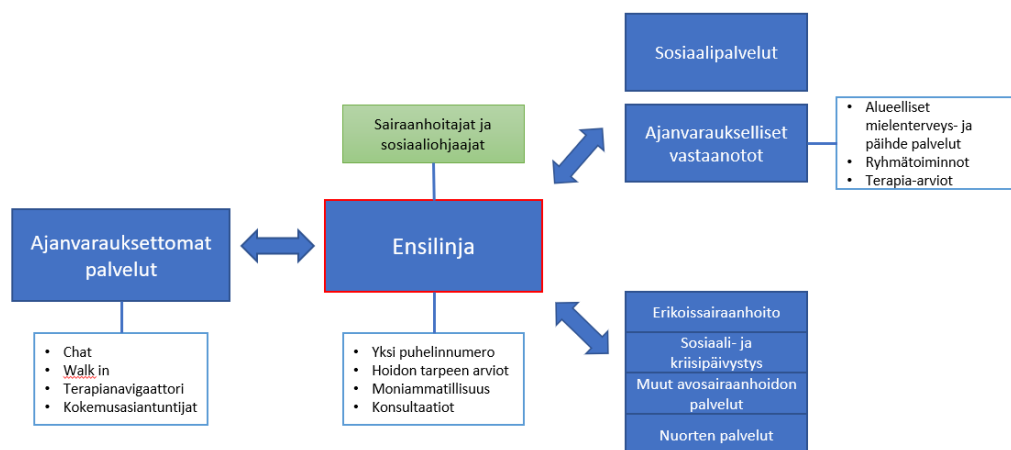 Sosiaalipalvelut
Sairaanhoitajat ja
sosiaaliohjaajat
Ajanvaraukselliset
vastaanotot
• Alueelliset
mielenterveys- ja
päihde palvelut
• Ryhmätoiminnot
• Terapia-arviot
Ajanvarauksettomat
palvelut
Ensilinja
• Chat
• Walk in
• Terapianavigaattori
• Kokemusasiantuntijat
• Yksi puhelinnumero
• Hoidon tarpeen arviot
• Moniammatillisuus
• Konsultaatiot
Erikoissairaanhoito
Sosiaali- ja
kriisipäivystys
Muut avosairaanhoidon
palvelut
Nuorten palvelut